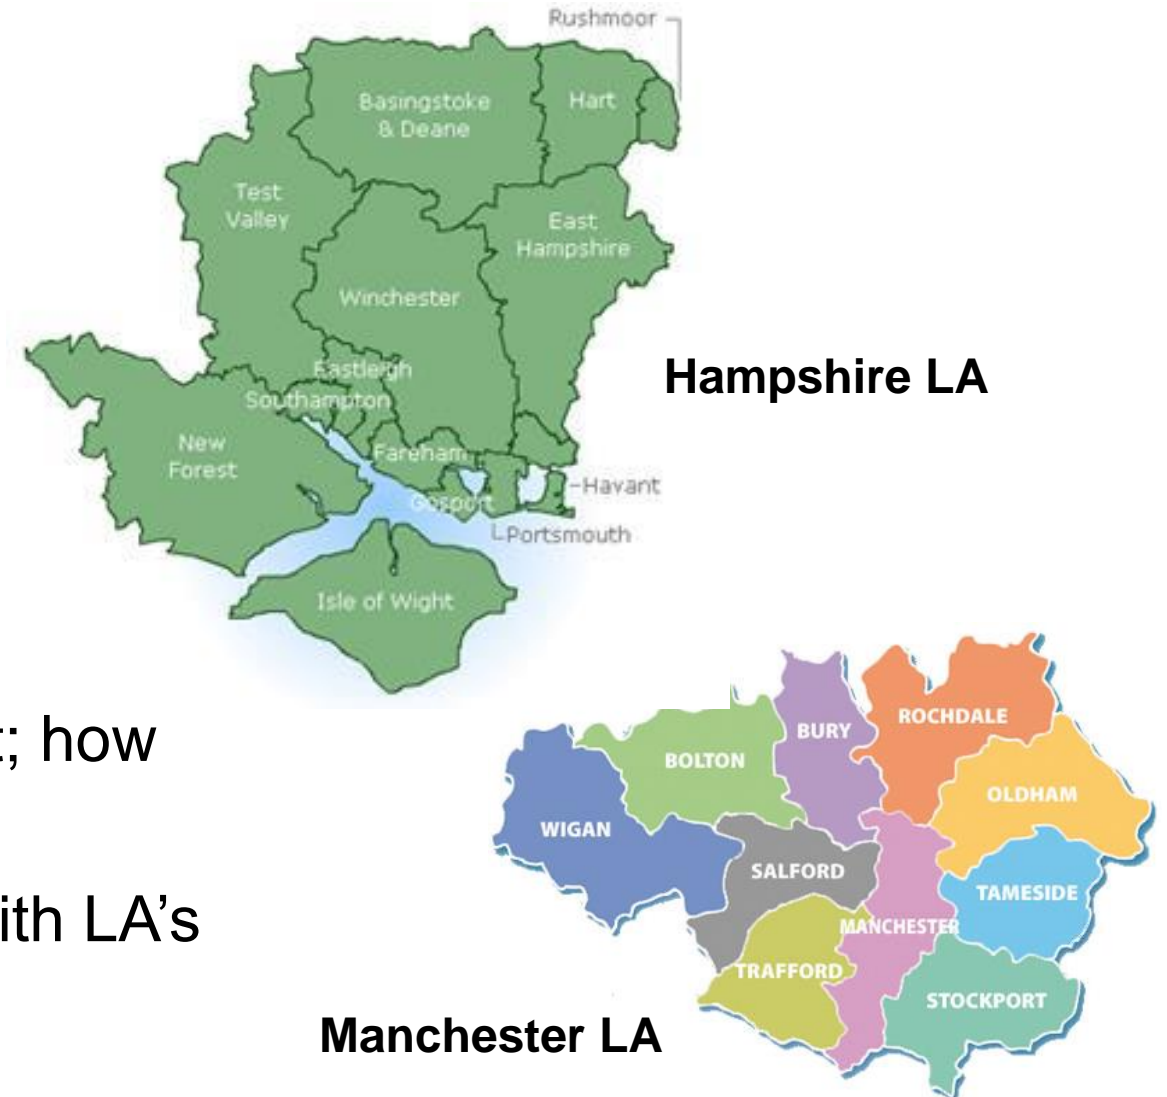 Rushmoor
Basingstoke
& Deane
Hart
Test
Valley
East
Hampshire
Winchester
Eastleigh
Southampton
New
Forest
Fareham
Gosport
Havant
Portsmouth
Isle of Wight
Hampshire LA
; how
ith LA’s
BURY
ROCHDALE
BOLTON
OLDHAM
WIGAN
SALFORD
TAMESIDE
MANCHESTER
TRAFFORD
STOCKPORT
Manchester LA